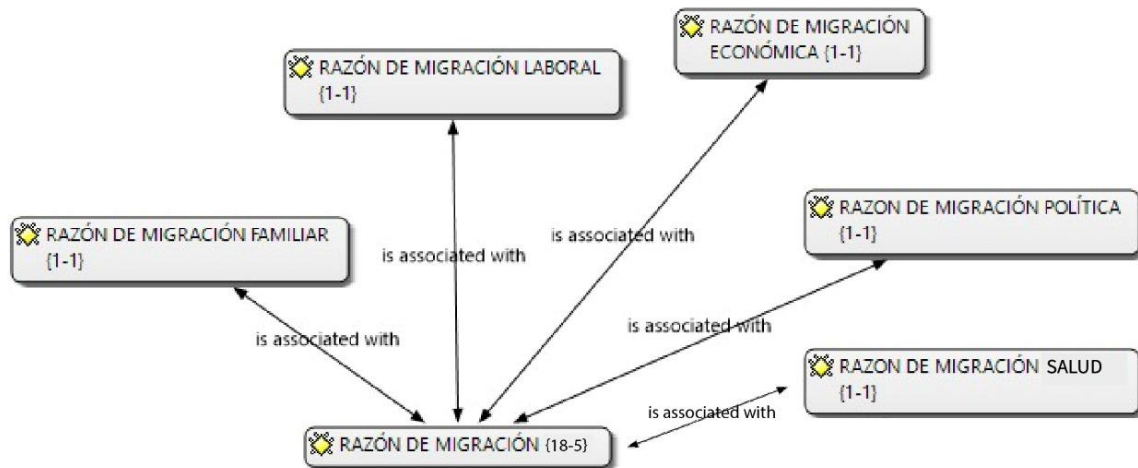 RAZÓN DE MIGRACIÓN
ECONÓMICA {1-1}
RAZÓN DE MIGRACIÓN LABORAL
{1-1}
RAZON DE MIGRACIÓN POLÍTICA
{1-1}
RAZÓN DE MIGRACIÓN FAMILIAR
{1-1}
is associated with
is associated with
is associated with
is associated with
RAZON DE MIGRACIÓN SALUD
{1-1}
is associated with
RAZÓN DE MIGRACIÓN {18-5}